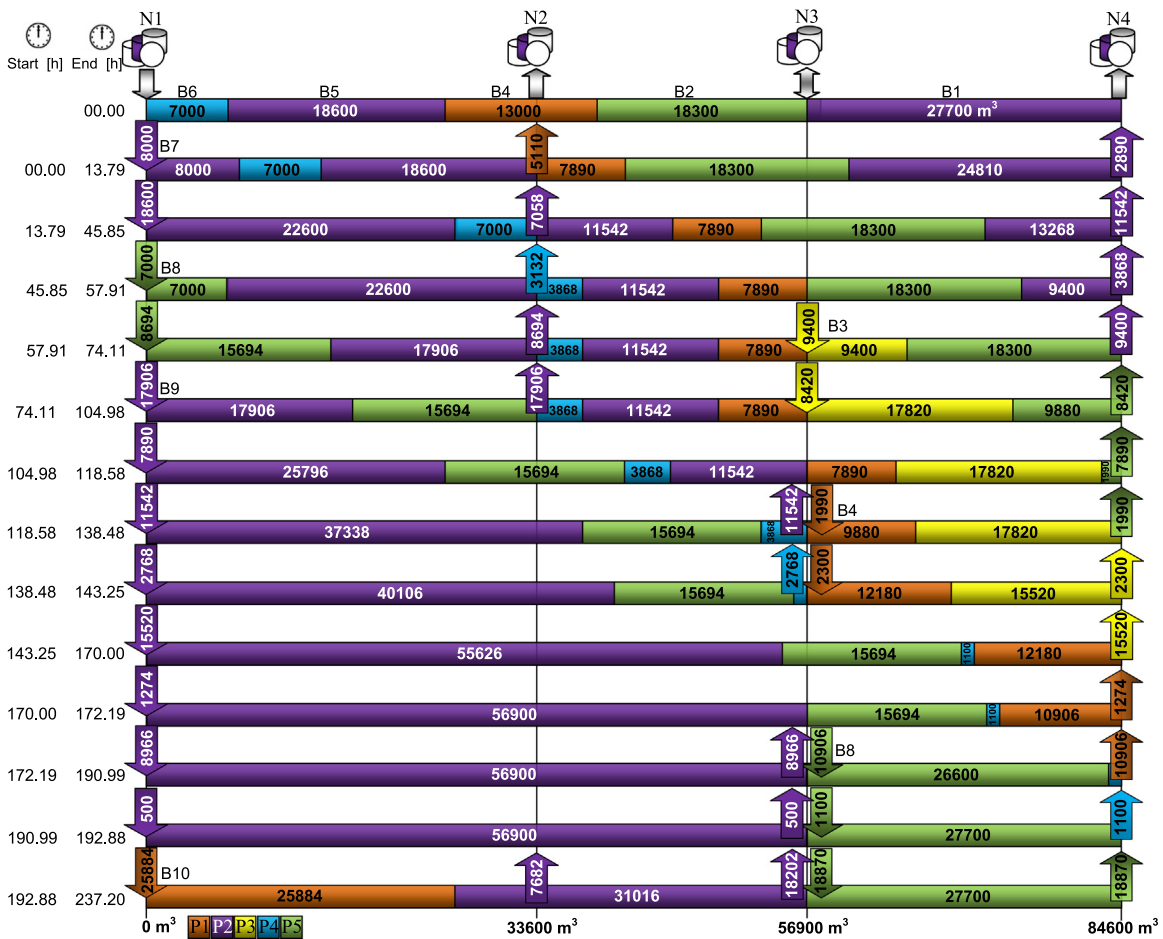 N1 N2 N3 N4
Start [h] End [h]
B6 B5 B4 B2 B1
00.00 7000 18600 13000 18300 27700 m³
8000 B7 5110 2890
00.00 13.79 8000 7000 18600 7890 18300 24810
18600 7058 11542
13.79 45.85 22600 7000 11542 7890 18300 13268
7000 B8 3132 3868
45.85 57.91 7000 22600 3868 11542 7890 18300 9400
8694 8694 9400 B3 9400
57.91 74.11 15694 17906 3868 11542 7890 9400 18300
17906 B9 17906 8420 8420
74.11 104.98 17906 15694 3868 11542 7890 17820 9880
7890 7890
104.98 118.58 25796 15694 3868 11542 7890 17820 1990
11542 11542 1990 B4 1990
118.58 138.48 37338 15694 3868 9880 17820
2768 2768 2300 2300
138.48 143.25 40106 15694 12180 15520
15520 15520
143.25 170.00 55626 15694 1100 12180
1274 1274
170.00 172.19 56900 15694 1100 10906
8966 8966 10906 B8 10906
172.19 190.99 56900 26600
500 500 1100 1100
190.99 192.88 56900 27700
25884 B10 7682 18202 18870 18870
192.88 237.20 25884 31016 27700
0 m³ P1 P2 P3 P4 P5 33600 m³ 56900 m³ 84600 m³